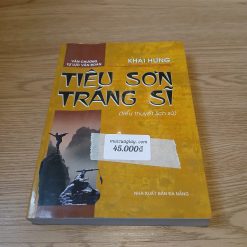 VĂN CHƯƠNG
TỰ LỰC VĂN ĐOÀN
KHÁI HƯNG
TIÊU SƠN
TRÁNG SĨ
(tiểu thuyết lịch sử)
45.000đ
NHÀ XUẤT BẢN ĐÀ NẴNG